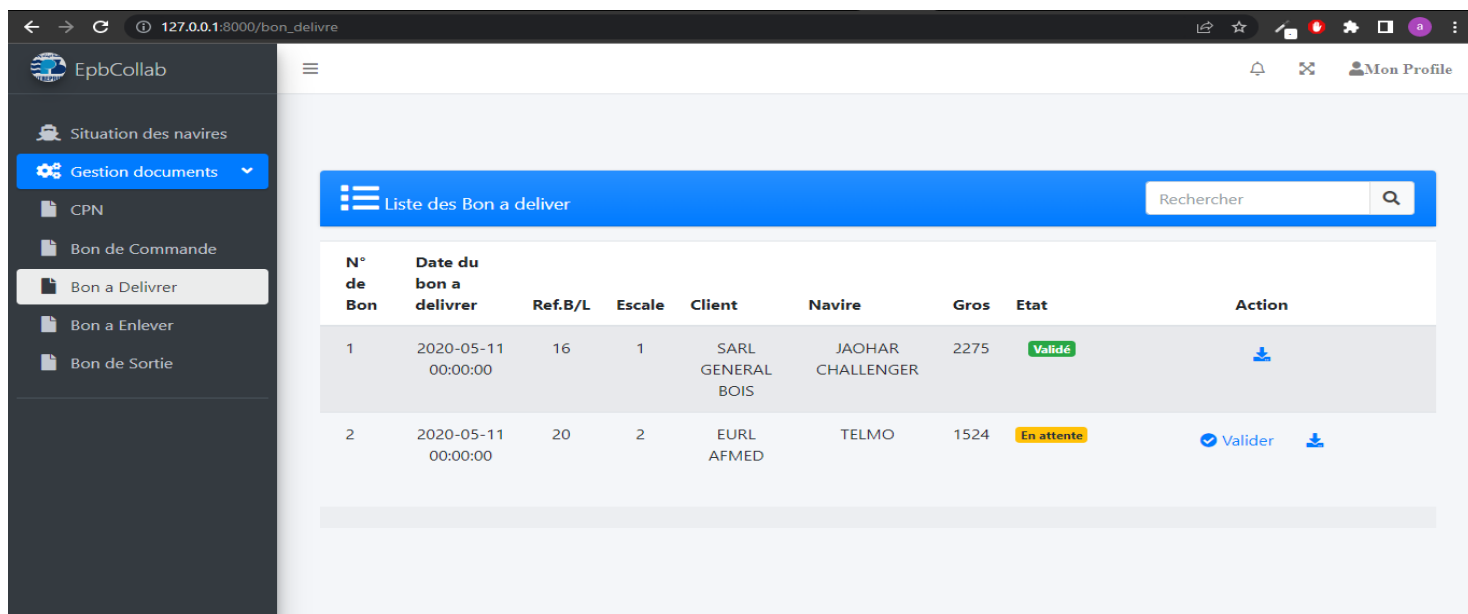 127.0.0.1:8000/bon_delivre
a
EpbCollab
Mon Profile
Situation des navires
Gestion documents
CPN
Bon de Commande
Bon a Delivrer
Bon a Enlever
Bon de Sortie
Liste des Bon a deliver
Rechercher
N° de Bon
Date du bon a delivrer
Ref.B/L
Escale
Client
Navire
Gros
Etat
Action
1
2020-05-11
00:00:00
16
1
SARL
GENERAL
BOIS
JAOHAR
CHALLENGER
2275
Validé
2
2020-05-11
00:00:00
20
2
EURL
AFMED
TELMO
1524
En attente
Valider